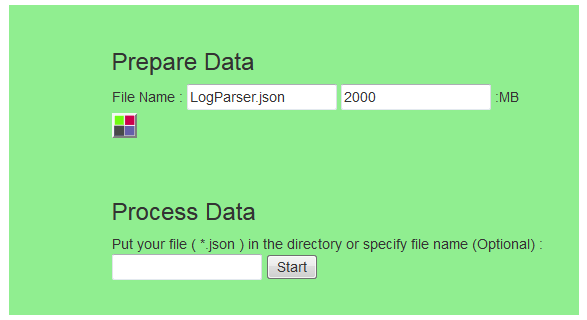 Prepare Data
File Name : LogParser.json 2000 :MB
Process Data
Put your file ( *.json ) in the directory or specify file name (Optional) :
Start